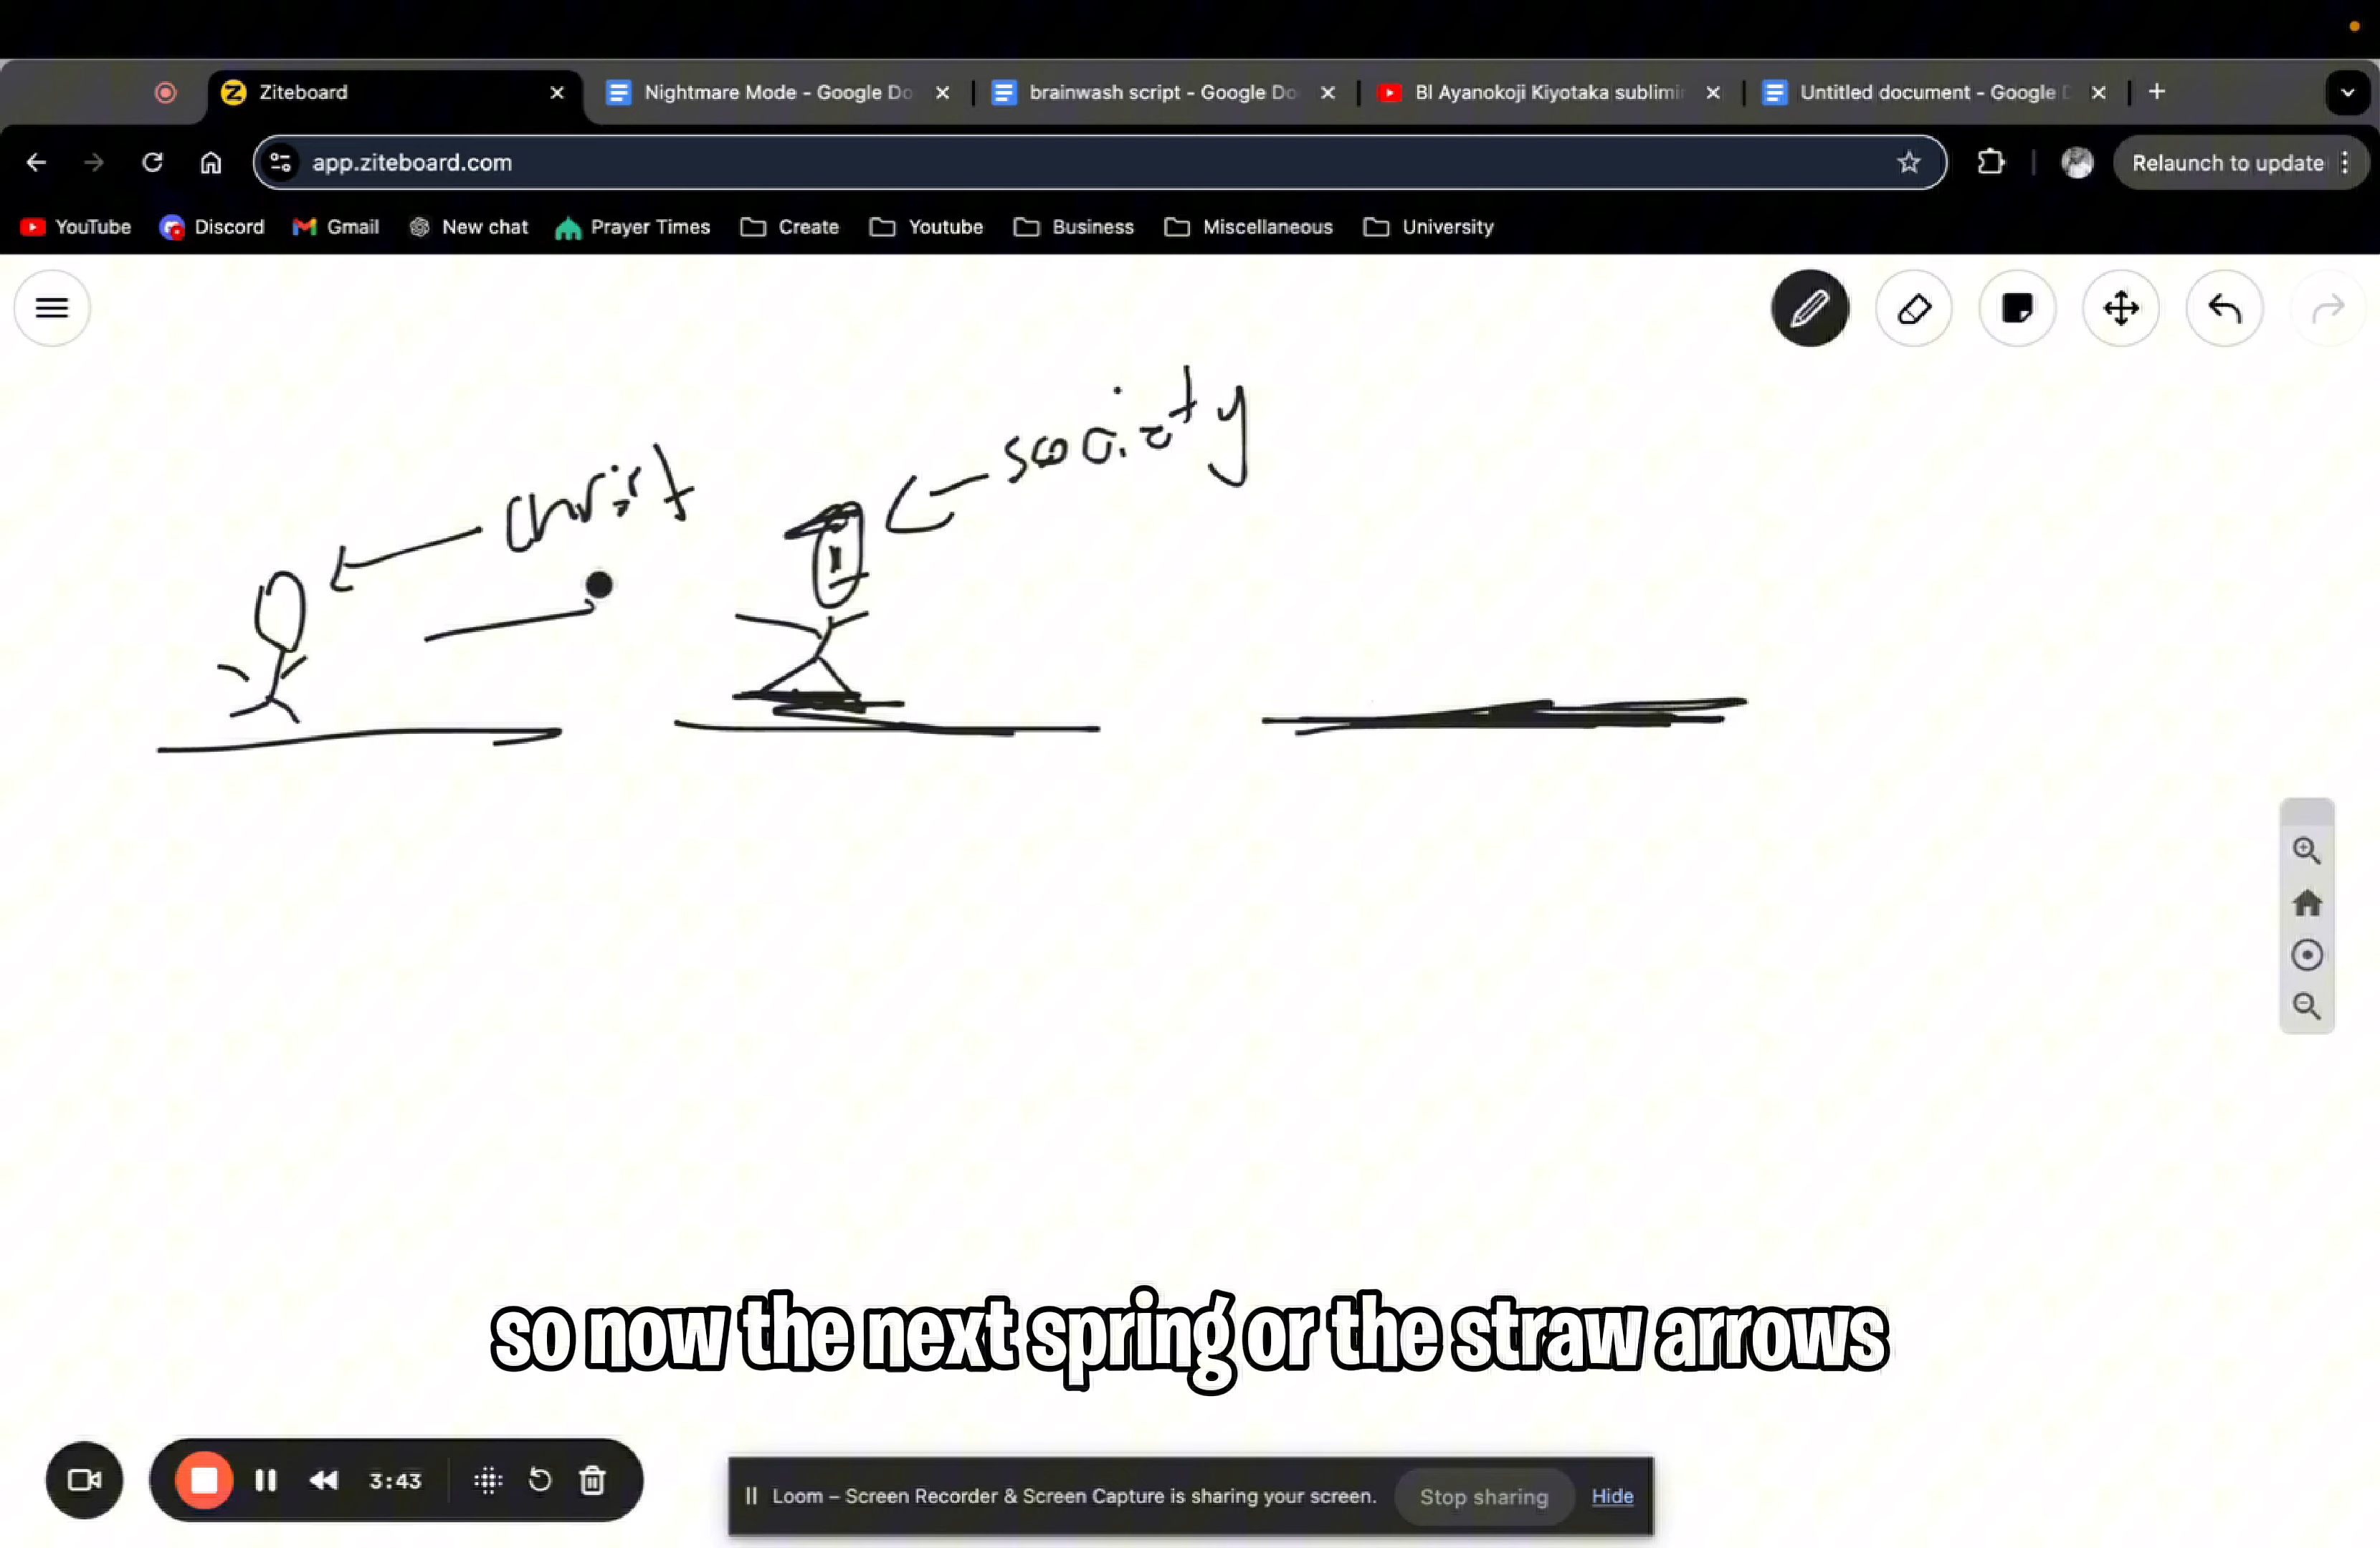 Ziteboard
Nightmare Mode - Google Do
brainwash script - Google Do
BI Ayanokoji Kiyotaka sublimir
Untitled document - Google D
app.ziteboard.com
Relaunch to update
YouTube
Discord
Gmail
New chat
Prayer Times
Create
Youtube
Business
Miscellaneous
University
society
christ
so now the next spring or the straw arrows
3:43
Loom – Screen Recorder & Screen Capture is sharing your screen.
Stop sharing
Hide